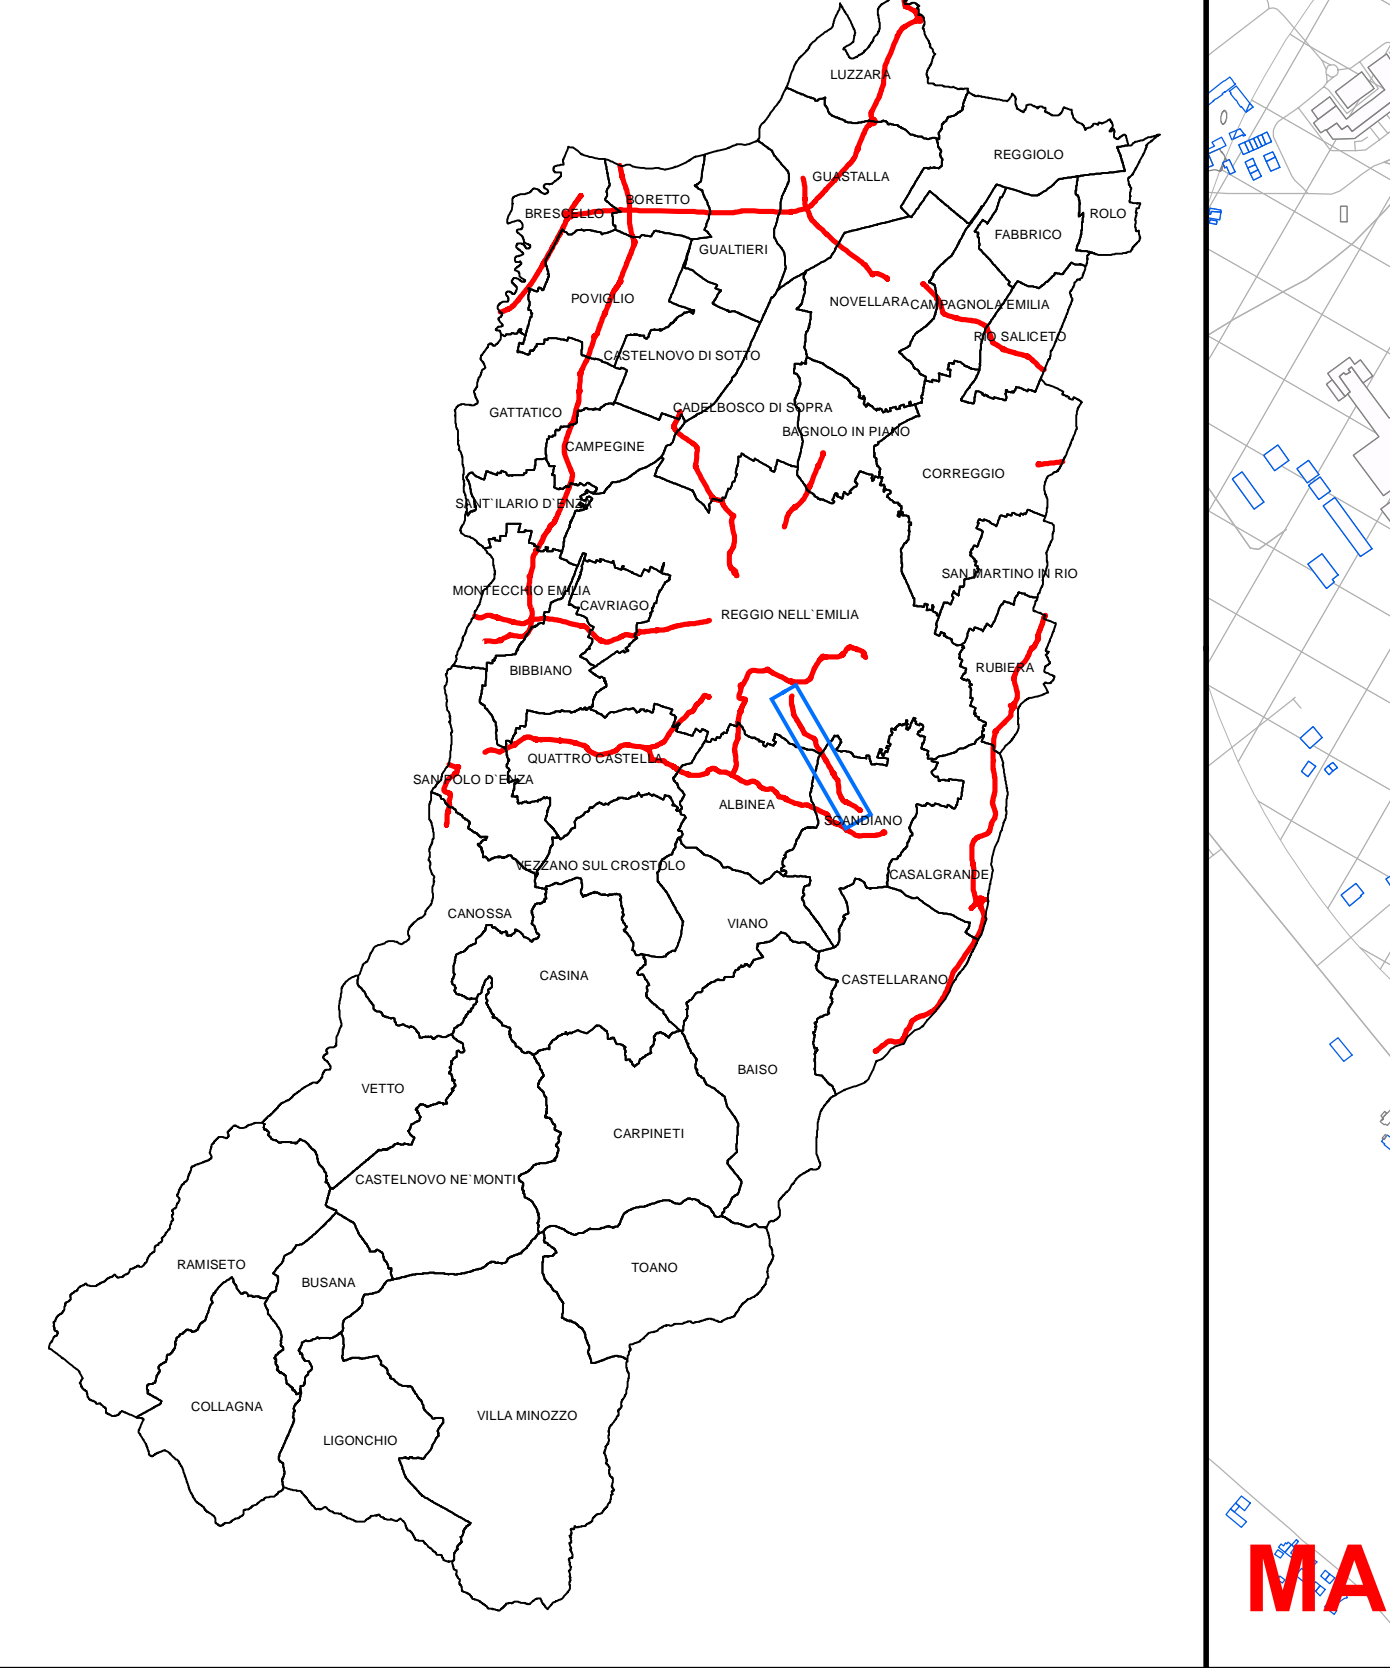 LUZZARA
REGGIOLO
GUASTALLA
BORETTO
BRESCELLO
ROLO
FABBRICO
GUALTIERI
POVIGLIO
NOVELLARA
CAMPAGNOLA EMILIA
RIO SALICETO
CASTELNOVO DI SOTTO
CADELBOSCO DI SOPRA
GATTATICO
BAGNOLO IN PIANO
CAMPEGINE
CORREGGIO
SANT`ILARIO D`ENZA
SAN MARTINO IN RIO
MONTECCHIO EMILIA
CAVRIAGO
REGGIO NELL`EMILIA
BIBBIANO
RUBIERA
QUATTRO CASTELLA
SAN POLO D`ENZA
ALBINEA
SCANDIANO
VEZZANO SUL CROSTOLO
CASALGRANDE
CANOSSA
VIANO
CASINA
CASTELLARANO
BAISO
VETTO
CARPINETI
CASTELNOVO NE`MONTI
RAMISETO
TOANO
BUSANA
COLLAGNA
VILLA MINOZZO
LIGONCHIO
MA